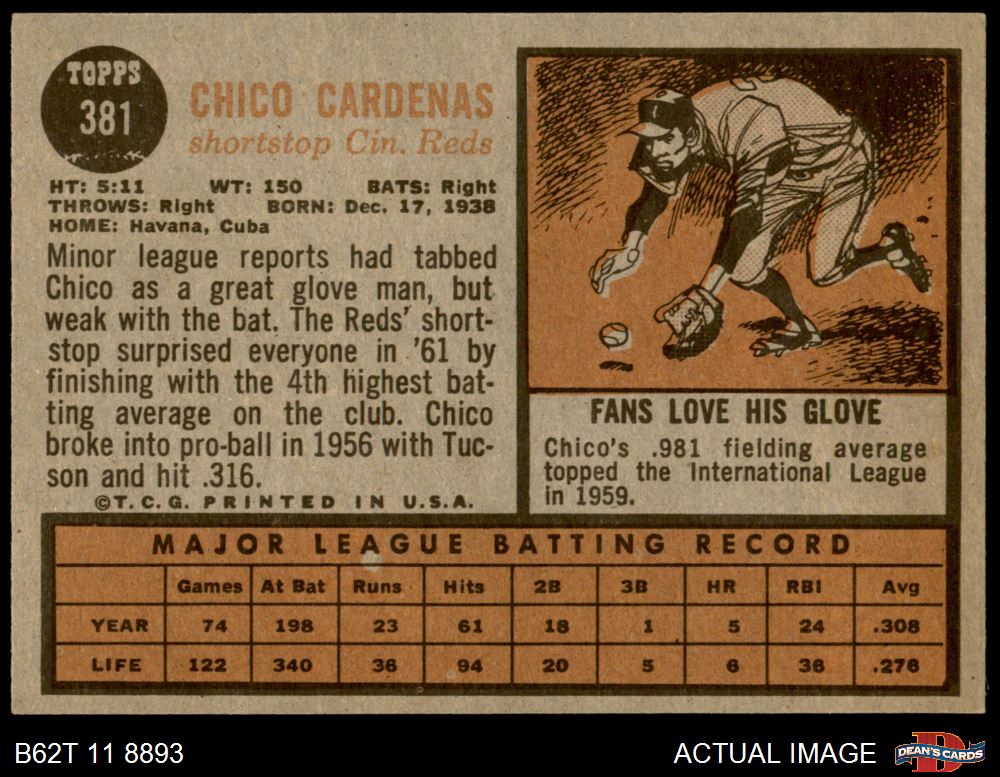 TOPPS
381
CHICO CARDENAS
shortstop Cin. Reds
HT: 5:11 WT: 150 BATS: Right
THROWS: Right BORN: Dec. 17, 1938
HOME: Havana, Cuba
Minor league reports had tabbed
Chico as a great glove man, but
weak with the bat. The Reds' short-
stop surprised everyone in '61 by
finishing with the 4th highest bat-
ting average on the club. Chico
broke into pro-ball in 1956 with Tuc-
son and hit .316.
©T.C.G. PRINTED IN U.S.A.
FANS LOVE HIS GLOVE
Chico's .981 fielding average
topped the International League
in 1959.
MAJOR LEAGUE BATTING RECORD
Games At Bat Runs Hits 2B 3B HR RBI Avg
YEAR 74 198 23 61 18 1 5 24 .308
LIFE 122 340 36 94 20 5 6 36 .276
B62T 11 8893
ACTUAL IMAGE
D
DEAN'S CARDS